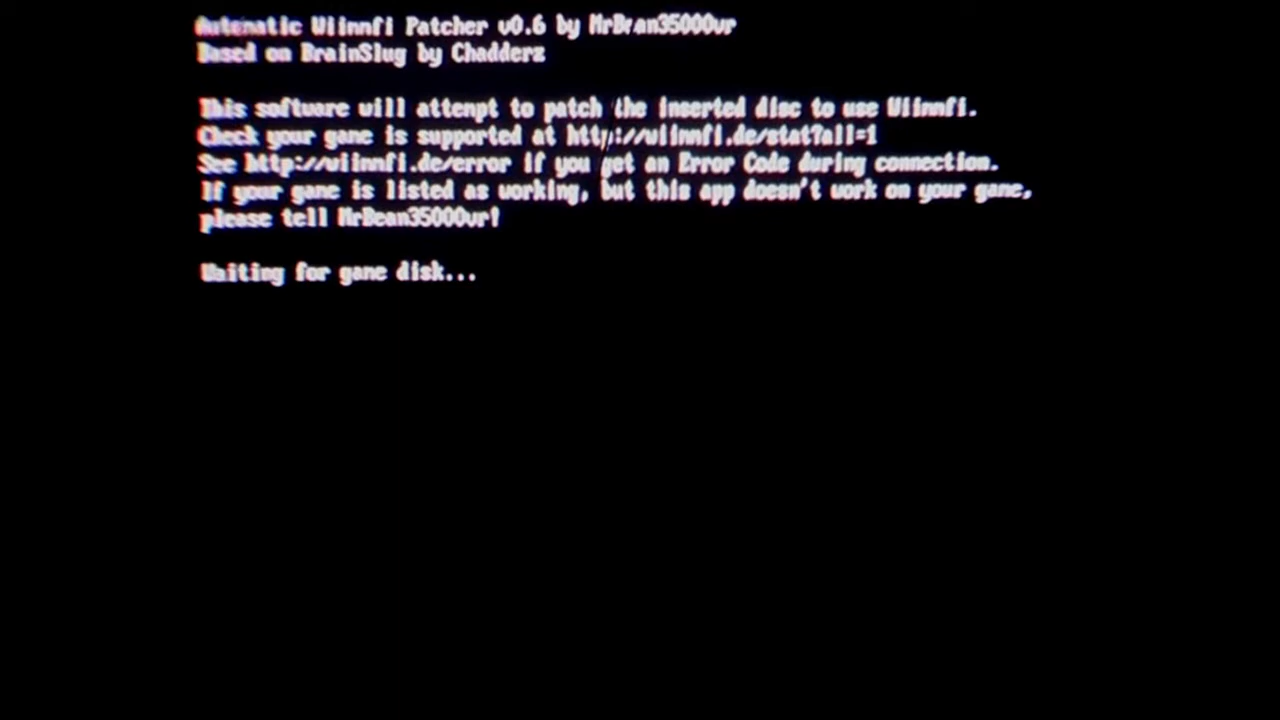 Automatic Wiimmfi Patcher v0.6 by MrBean35000vr
Based on BrainSlug by Chadderz
This software will attempt to patch the inserted disc to use Wiimmfi.
Check your game is supported at http://wiimmfi.de/stat?all=1
See http://wiimmfi.de/error if you get an Error Code during connection.
If your game is listed as working, but this app doesn't work on your game,
please tell MrBean35000vr!
Waiting for game disk...